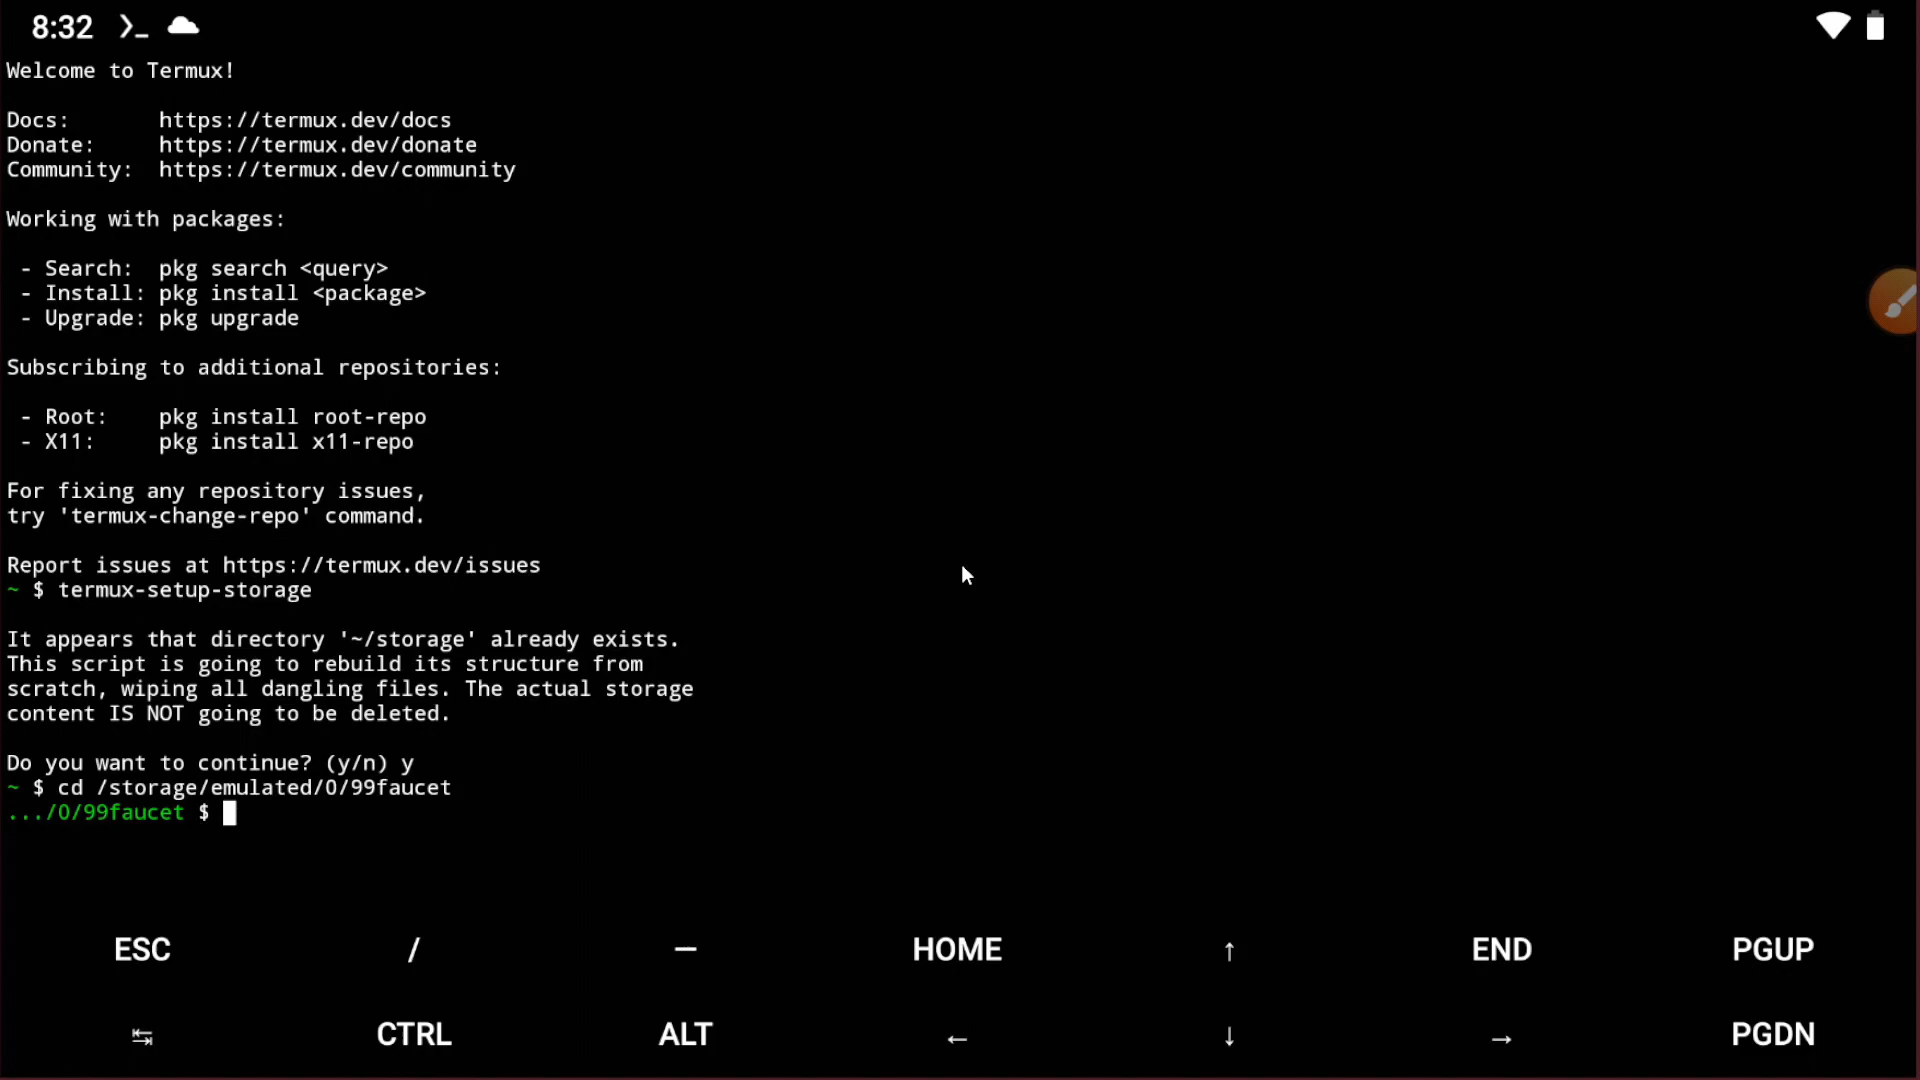 8:32
Welcome to Termux!
Docs: https://termux.dev/docs
Donate: https://termux.dev/donate
Community: https://termux.dev/community
Working with packages:
- Search: pkg search <query>
- Install: pkg install <package>
- Upgrade: pkg upgrade
Subscribing to additional repositories:
- Root: pkg install root-repo
- X11: pkg install x11-repo
For fixing any repository issues,
try 'termux-change-repo' command.
Report issues at https://termux.dev/issues
~ $ termux-setup-storage
It appears that directory '~/storage' already exists.
This script is going to rebuild its structure from
scratch, wiping all dangling files. The actual storage
content IS NOT going to be deleted.
Do you want to continue? (y/n) y
~ $ cd /storage/emulated/0/99faucet
.../0/99faucet $
ESC / — HOME ↑ END PGUP
↹ CTRL ALT ← ↓ → PGDN